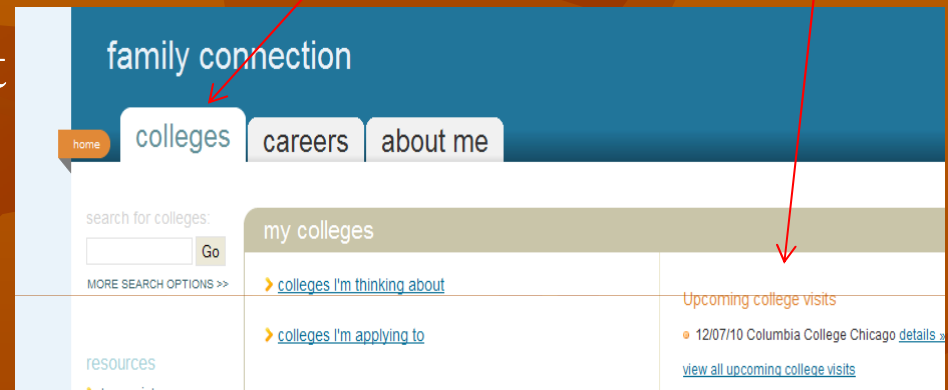 family connection
home
colleges
careers
about me
search for colleges:
Go
MORE SEARCH OPTIONS >>
my colleges
colleges I'm thinking about
colleges I'm applying to
Upcoming college visits
12/07/10 Columbia College Chicago details »
view all upcoming college visits
resources